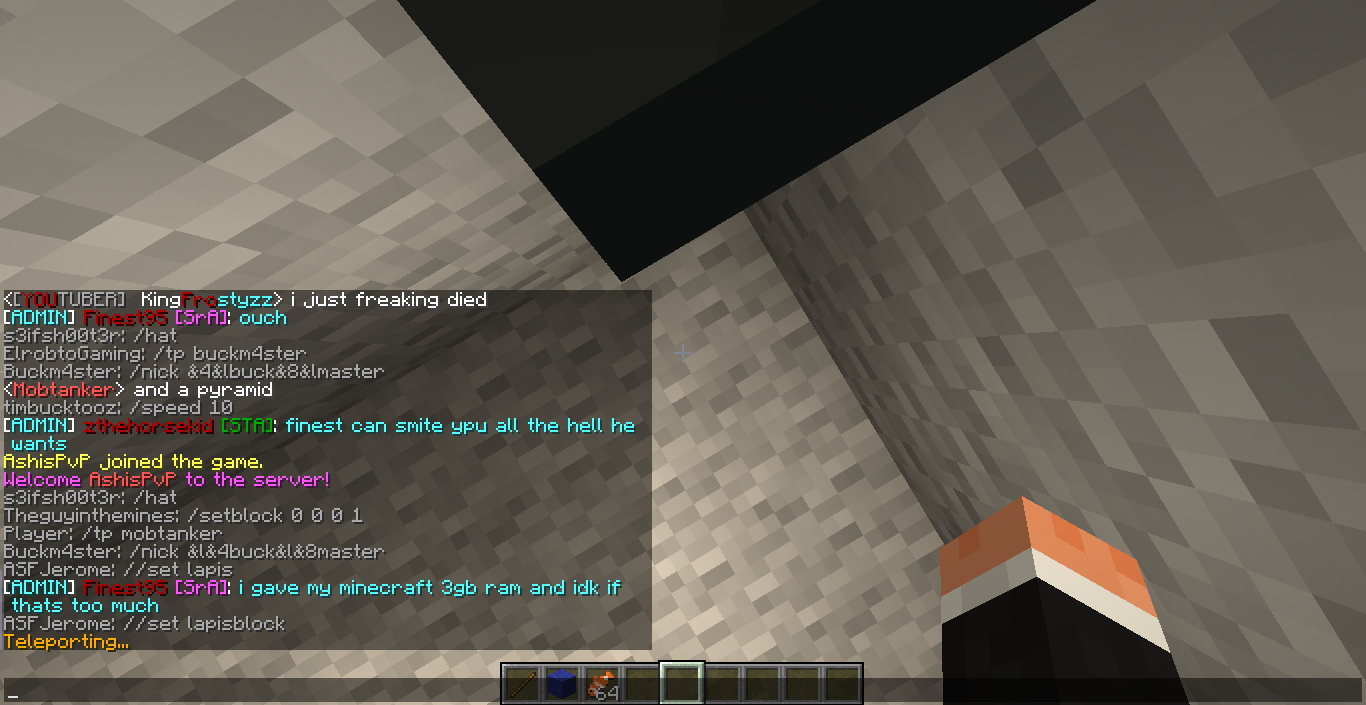 <[YOUTUBER] KingFrostyzz> i just freaking died
[ADMIN] Finest95 [SrA]: ouch
s3ifsh00t3r: /hat
ElrobtoGaming: /tp buckm4ster
Buckm4ster: /nick &4&lbuck&8&lmaster
<Mobtanker> and a pyramid
timbucktooz: /speed 10
[ADMIN] zthehorsekid [STA]: finest can smite ypu all the hell he
wants
AshisPvP joined the game.
Welcome AshisPvP to the server!
s3ifsh00t3r: /hat
Theguyinthemines: /setblock 0 0 0 1
Player: /tp mobtanker
Buckm4ster: /nick &l&4buck&l&8master
ASFJerome: //set lapis
[ADMIN] Finest95 [SrA]: i gave my minecraft 3gb ram and idk if
thats too much
ASFJerome: //set lapisblock
Teleporting...
64
_